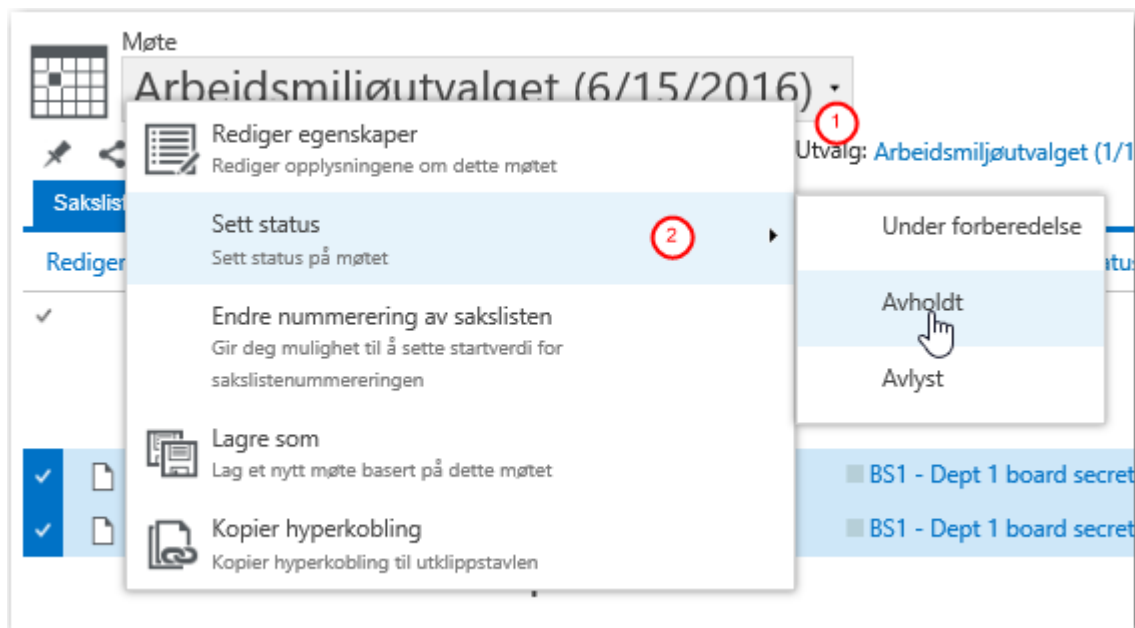 Møte
Arbeidsmiljøutvalget (6/15/2016)
1
Utvalg: Arbeidsmiljøutvalget (1/1
Rediger egenskaper
Rediger opplysningene om dette møtet
Sakslist
Sett status
Sett status på møtet
2
Under forberedelse
Rediger
Avholdt
Avlyst
Endre nummerering av sakslisten
Gir deg mulighet til å sette startverdi for
sakslistenummereringen
Lagre som
Lag et nytt møte basert på dette møtet
BS1 - Dept 1 board secret
Kopier hyperkobling
Kopier hyperkobling til utklippstavlen
BS1 - Dept 1 board secret